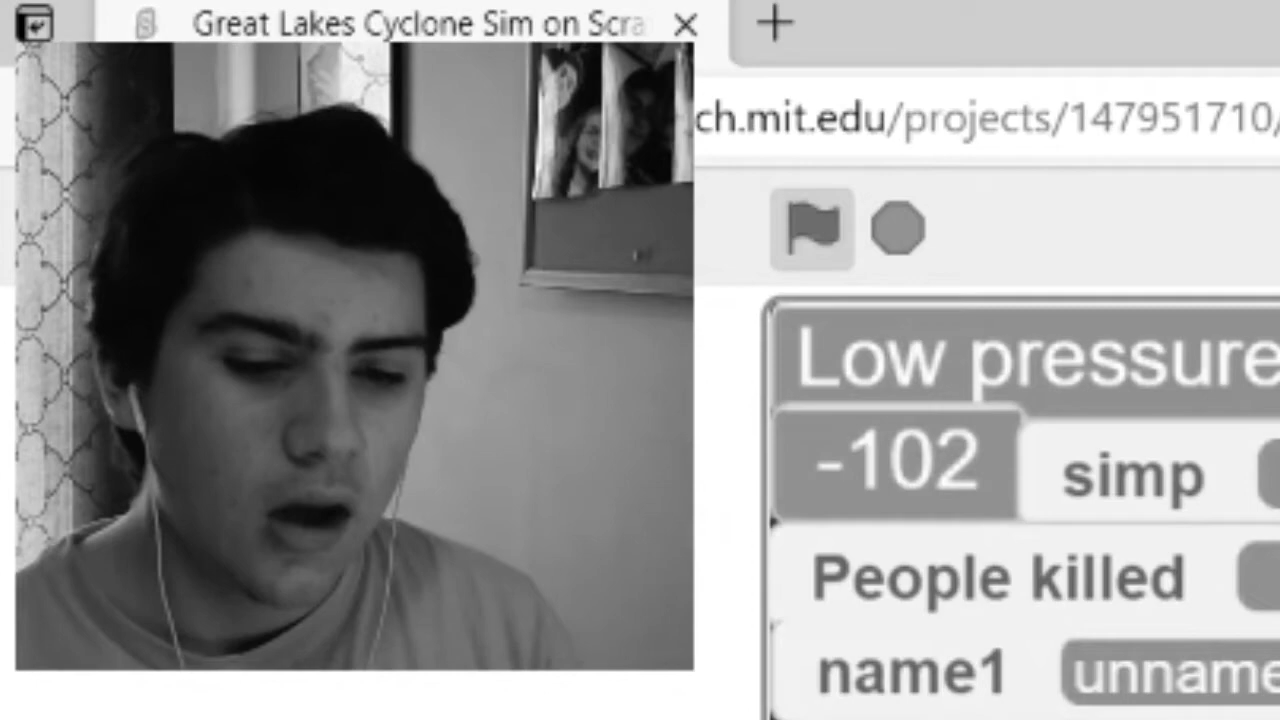 Great Lakes Cyclone Sim on Scra
ch.mit.edu/projects/147951710/
Low pressure
-102
simp
People killed
name1 unname